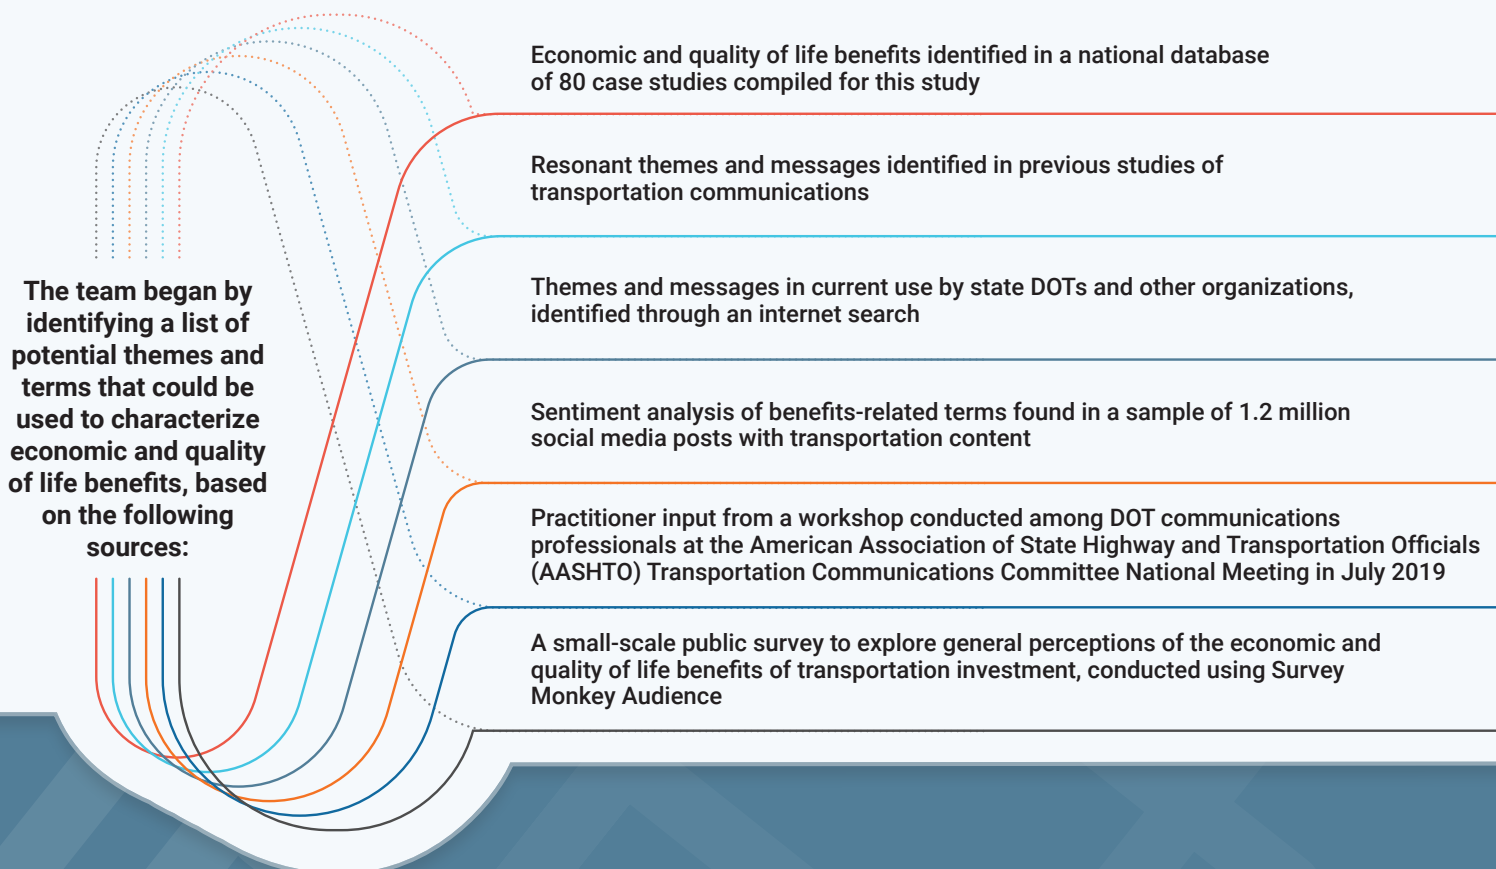 The team began by
identifying a list of
potential themes and
terms that could be
used to characterize
economic and quality
of life benefits, based
on the following
sources:
Economic and quality of life benefits identified in a national database
of 80 case studies compiled for this study
Resonant themes and messages identified in previous studies of
transportation communications
Themes and messages in current use by state DOTs and other organizations,
identified through an internet search
Sentiment analysis of benefits-related terms found in a sample of 1.2 million
social media posts with transportation content
Practitioner input from a workshop conducted among DOT communications
professionals at the American Association of State Highway and Transportation Officials
(AASHTO) Transportation Communications Committee National Meeting in July 2019
A small-scale public survey to explore general perceptions of the economic and
quality of life benefits of transportation investment, conducted using Survey
Monkey Audience